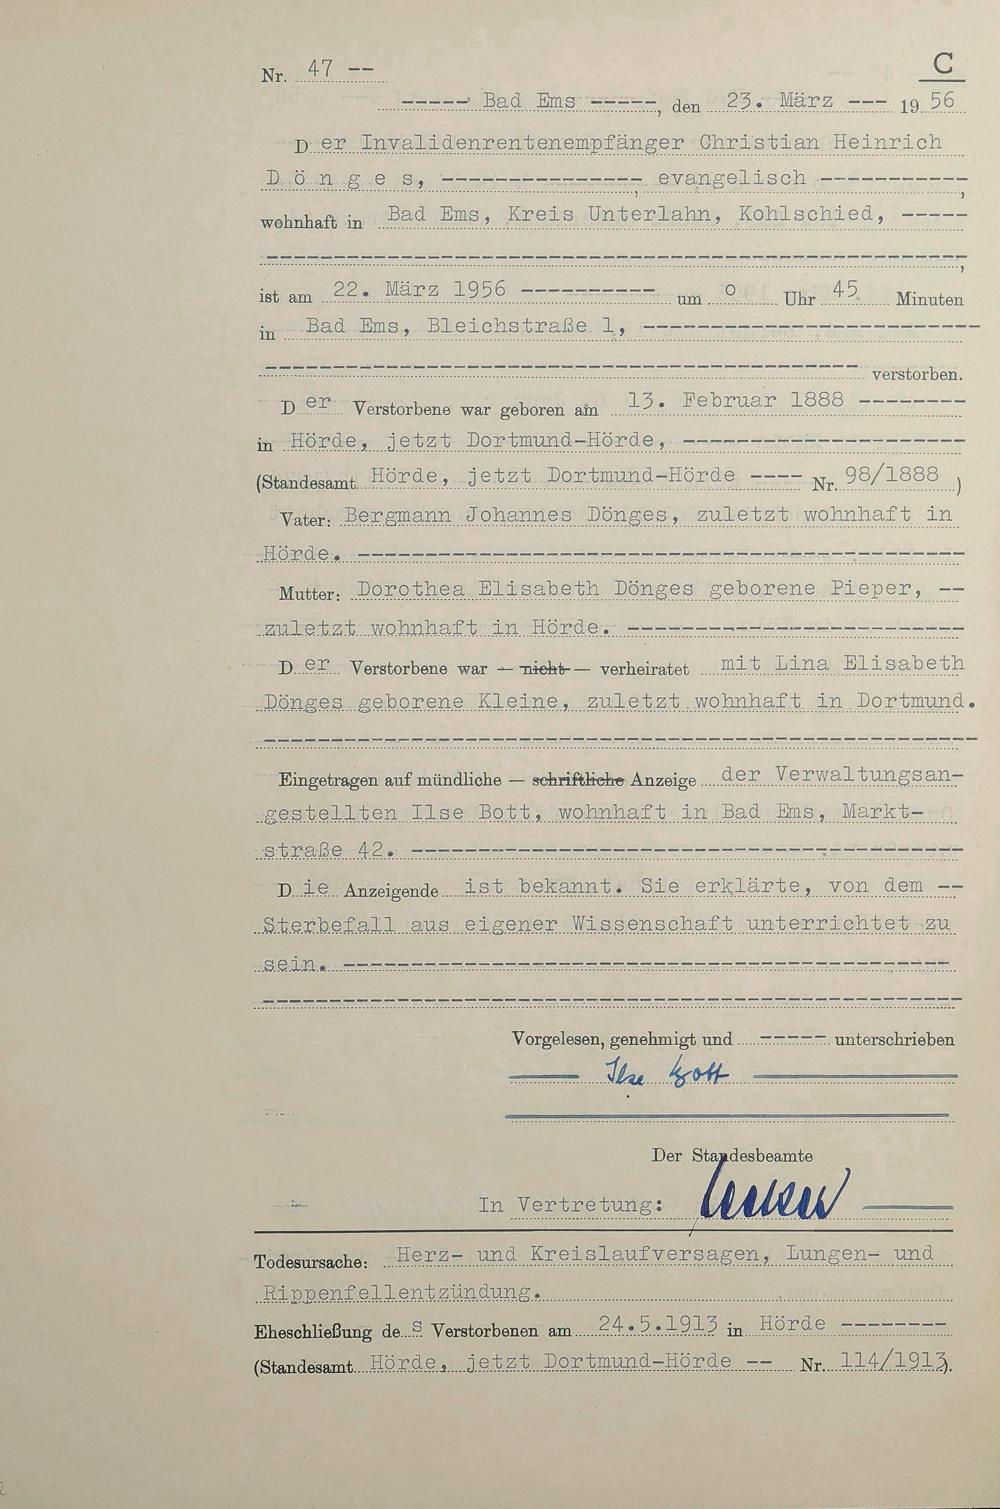 C
Nr. 47 --
----- Bad Ems -----, den 23. März --- 19 56
D er Invalidenrentenempfänger Christian Heinrich
D ö n g e s, --------------- evangelisch -----------,
wohnhaft in Bad Ems, Kreis Unterlahn, Kohlschied, -----
----------------------------------------------------,
ist am 22. März 1956 ---------- um o Uhr 45 Minuten
in Bad Ems, Bleichstraße 1, -------------------------
-------------------------------------------- verstorben.
D er Verstorbene war geboren am 13. Februar 1888 --------
in Hörde, jetzt Dortmund-Hörde, ---------------------
(Standesamt Hörde, jetzt Dortmund-Hörde ---- Nr. 98/1888 )
Vater: Bergmann Johannes Dönges, zuletzt wohnhaft in
Hörde. ---------------------------------------------
Mutter: Dorothea Elisabeth Dönges geborene Pieper, --
zuletzt wohnhaft in Hörde. -------------------------
D er Verstorbene war — nicht — verheiratet mit Lina Elisabeth
Dönges geborene Kleine, zuletzt wohnhaft in Dortmund.
-----------------------------------------------------
Eingetragen auf mündliche — schriftliche Anzeige der Verwaltungsan-
gestellten Ilse Bott, wohnhaft in Bad Ems, Markt-
straße 42. -----------------------------------------
D ie Anzeigende ist bekannt. Sie erklärte, von dem --
Sterbefall aus eigener Wissenschaft unterrichtet zu
sein. ---------------------------------------------
----------------------------------------------------
Vorgelesen, genehmigt und ----- unterschrieben
Ilse Bott
Der Standesbeamte
In Vertretung:
Todesursache: Herz- und Kreislaufversagen, Lungen- und
Rippenfellentzündung.
Eheschließung de s Verstorbenen am 24.5.1913 in Hörde --------
(Standesamt Hörde, jetzt Dortmund-Hörde -- Nr. 114/1913).